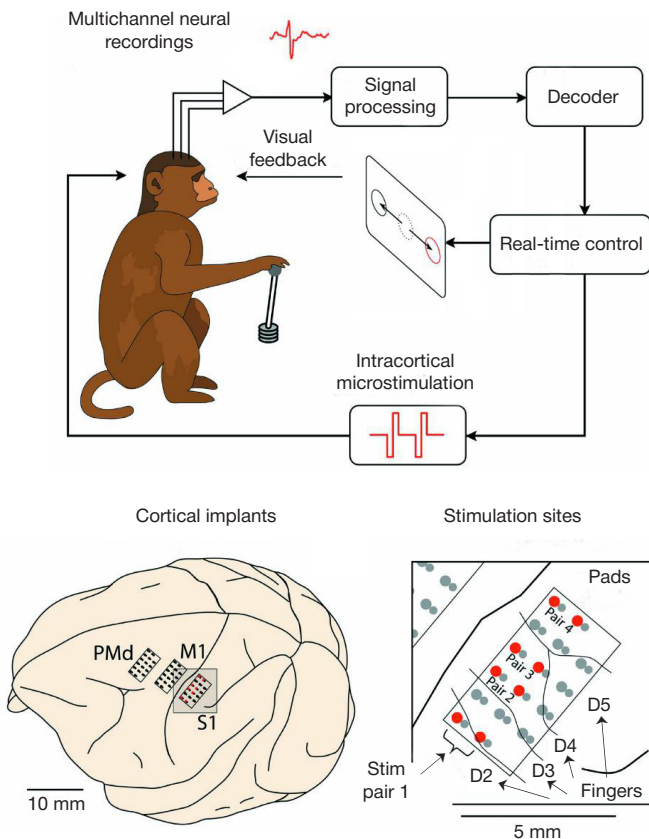 Multichannel neural
recordings
Signal
processing
Decoder
Visual
feedback
Real-time control
Intracortical
microstimulation
Cortical implants
Stimulation sites
PMd
M1
S1
10 mm
Pads
Pair 4
Pair 3
Pair 2
D5
D4
D3
D2
Stim
pair 1
Fingers
5 mm